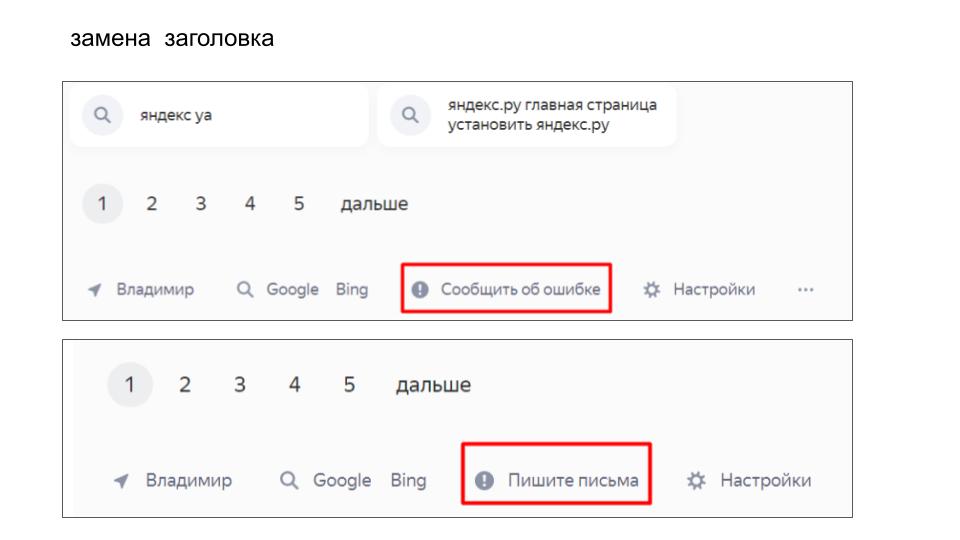 замена заголовка
яндекс уа
яндекс.ру главная страница
установить яндекс.ру
1 2 3 4 5 дальше
Владимир Google Bing Сообщить об ошибке Настройки ...
1 2 3 4 5 дальше
Владимир Google Bing Пишите письма Настройки